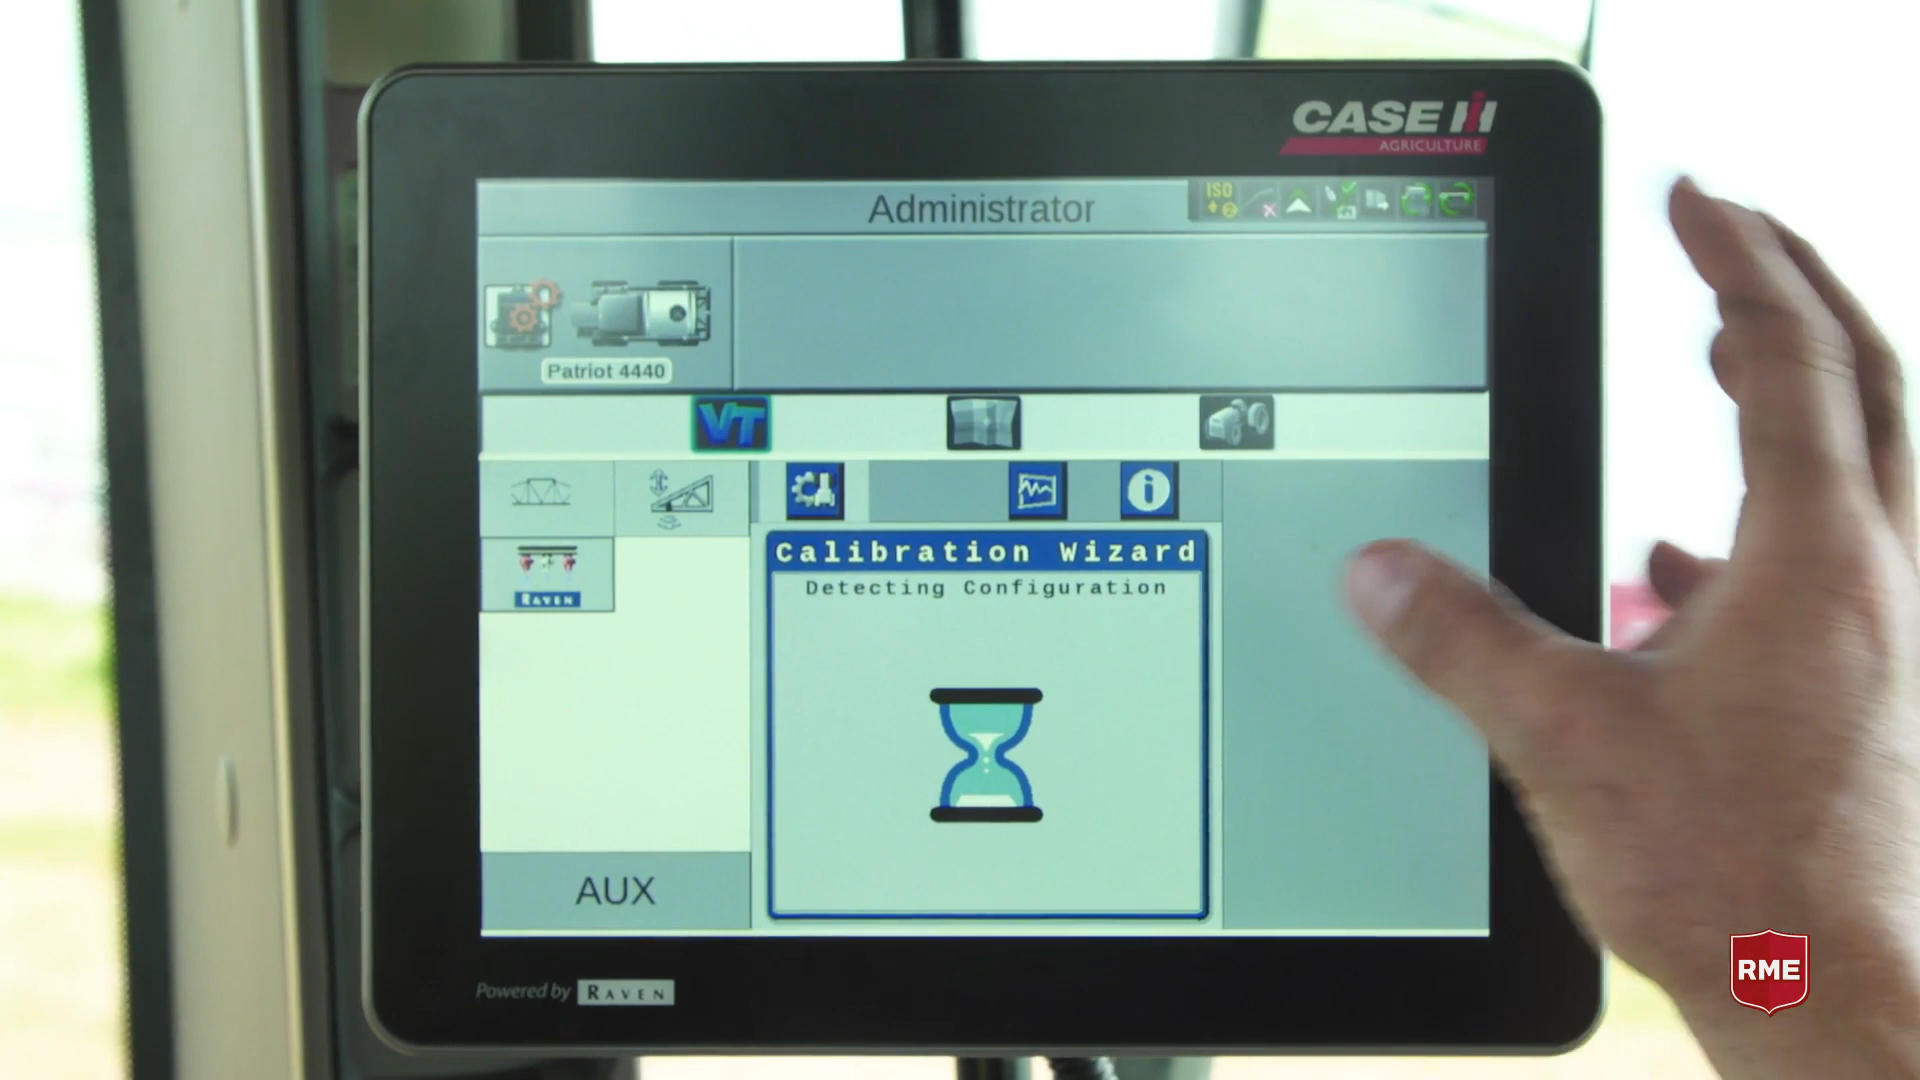 CASE IH
AGRICULTURE
Administrator
ISO
Patriot 4440
VT
RAVEN
Calibration Wizard
Detecting Configuration
AUX
Powered by RAVEN
RME